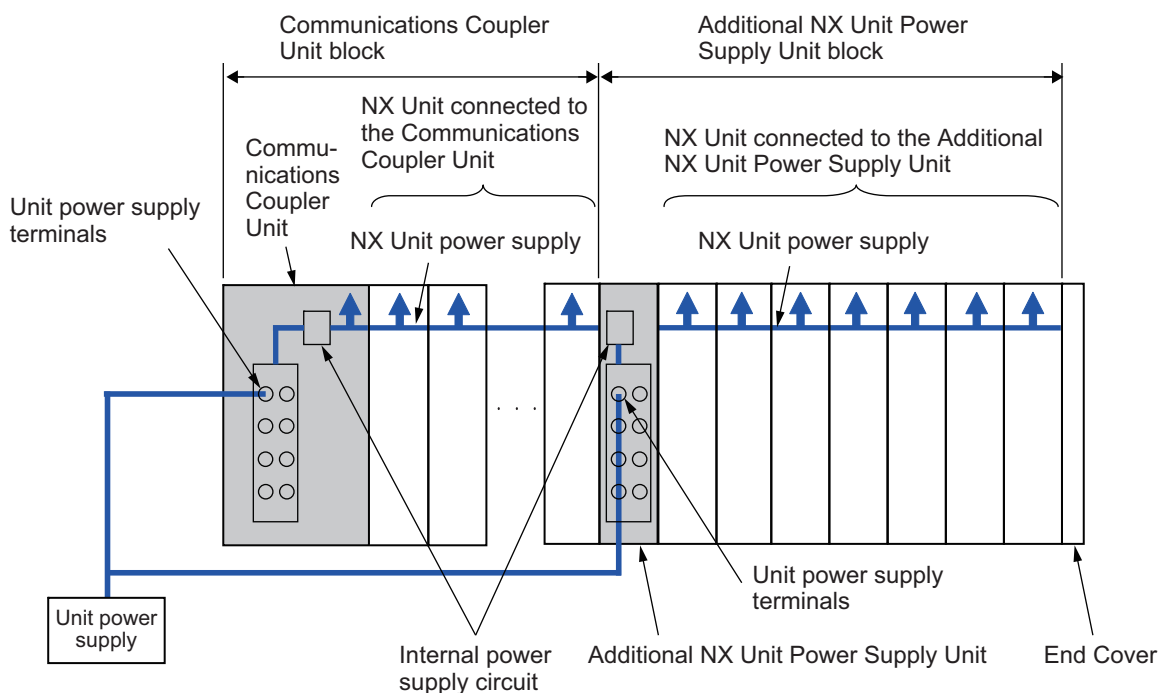 Communications Coupler
Unit block
Additional NX Unit Power
Supply Unit block
NX Unit connected to
the Communications
Coupler Unit
NX Unit connected to the Additional
NX Unit Power Supply Unit
Commu-
nications
Coupler
Unit
Unit power supply
terminals
NX Unit power supply
NX Unit power supply
. . .
Unit power supply
terminals
Unit power
supply
Internal power
supply circuit
Additional NX Unit Power Supply Unit
End Cover